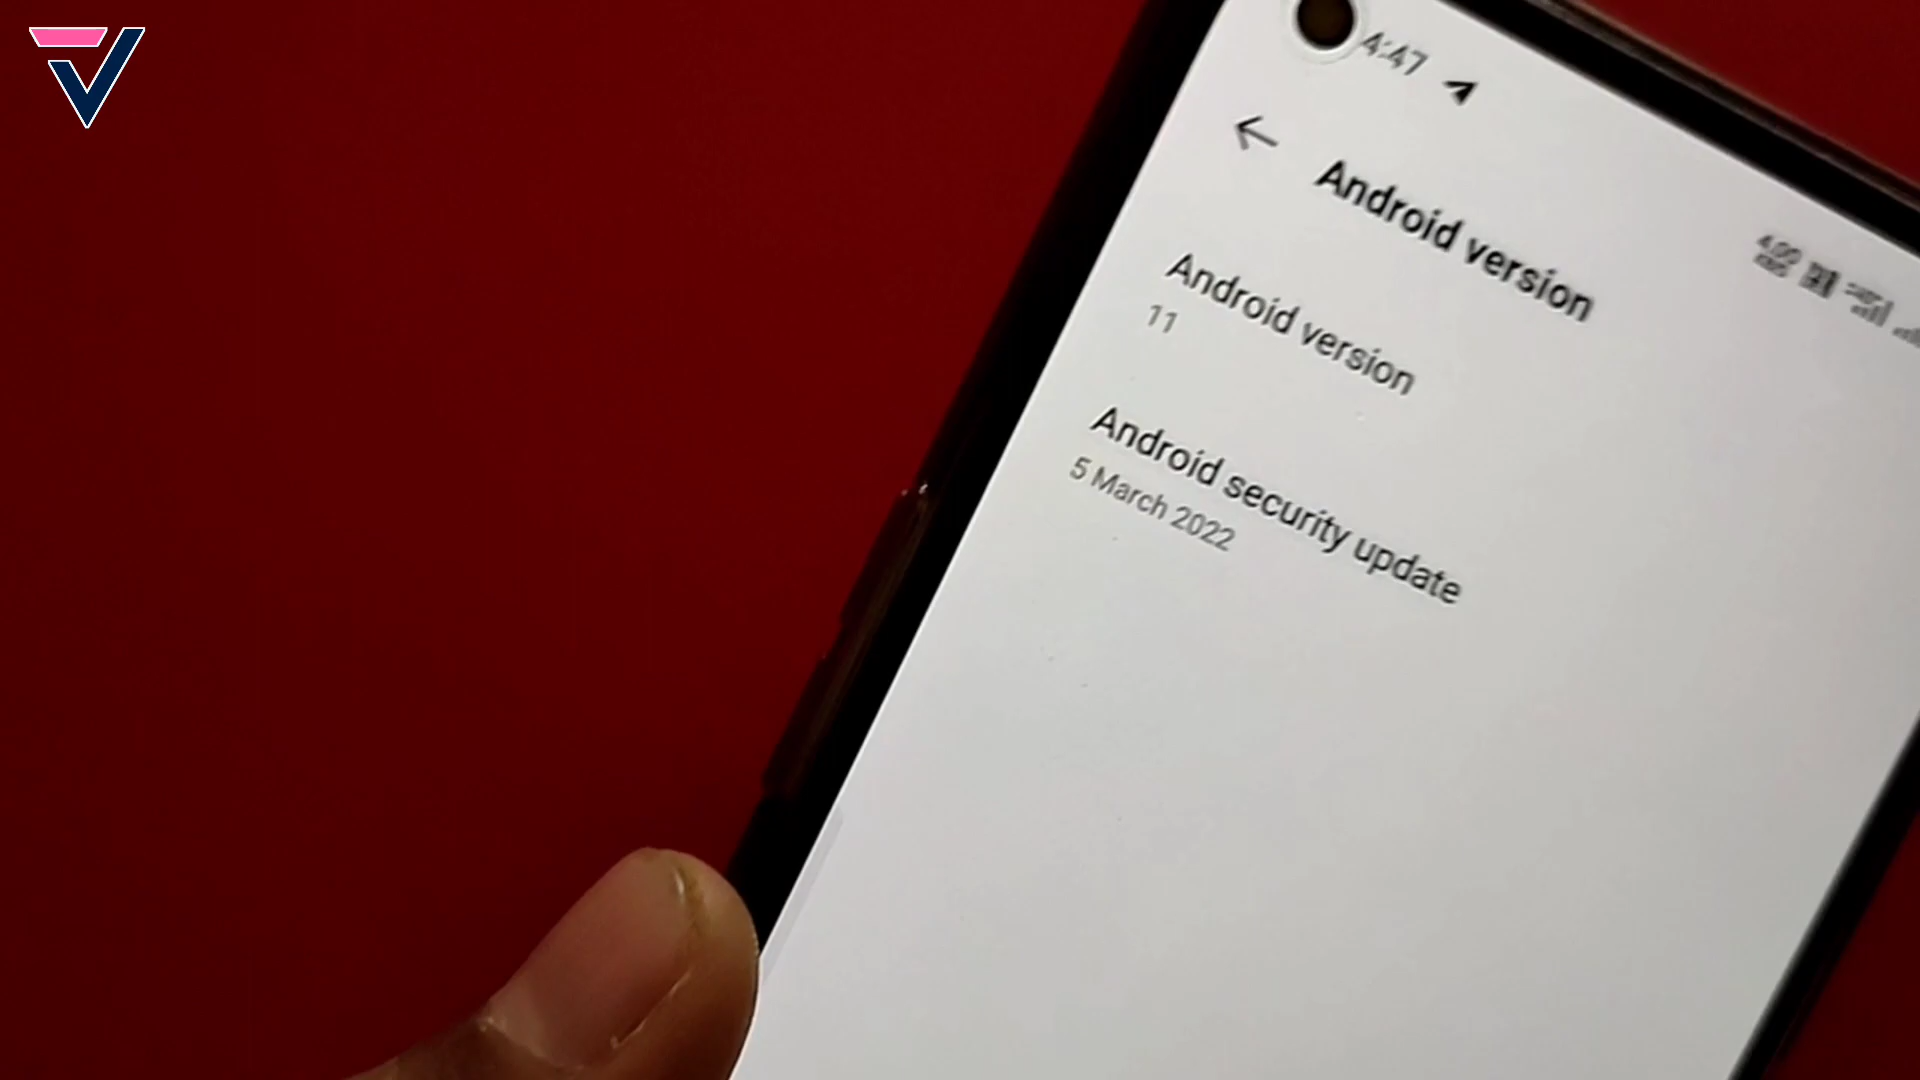 4:47
Android version
Android version
11
Android security update
5 March 2022